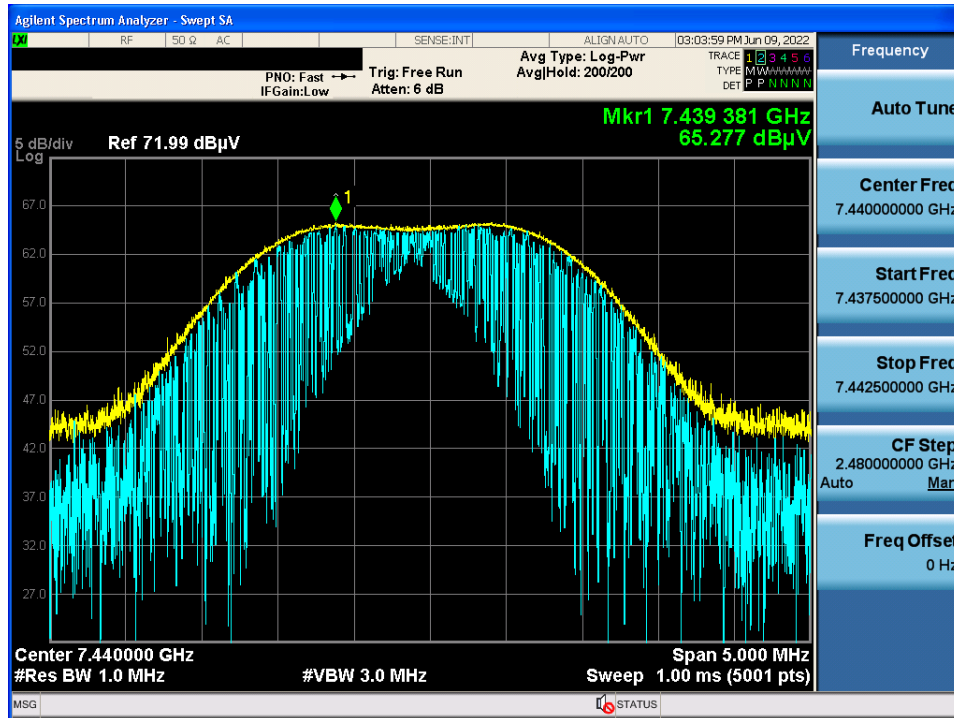 Agilent Spectrum Analyzer - Swept SA
LXI RF 50 Ω AC SENSE:INT ALIGN AUTO 03:03:59 PM Jun 09, 2022
Frequency
PNO: Fast Trig: Free Run Avg Type: Log-Pwr TRACE 1 2 3 4 5 6
IFGain:Low Atten: 6 dB Avg|Hold: 200/200 TYPE M W
DET P P N N N N
Auto Tune
Mkr1 7.439 381 GHz
65.277 dBµV
5 dB/div Ref 71.99 dBµV
Log
Center Freq
7.440000000 GHz
1
67.0
62.0
57.0
52.0
47.0
42.0
37.0
32.0
27.0
Start Freq
7.437500000 GHz
Stop Freq
7.442500000 GHz
CF Step
2.480000000 GHz
Auto Man
Freq Offset
0 Hz
Center 7.440000 GHz Span 5.000 MHz
#Res BW 1.0 MHz #VBW 3.0 MHz Sweep 1.00 ms (5001 pts)
MSG STATUS